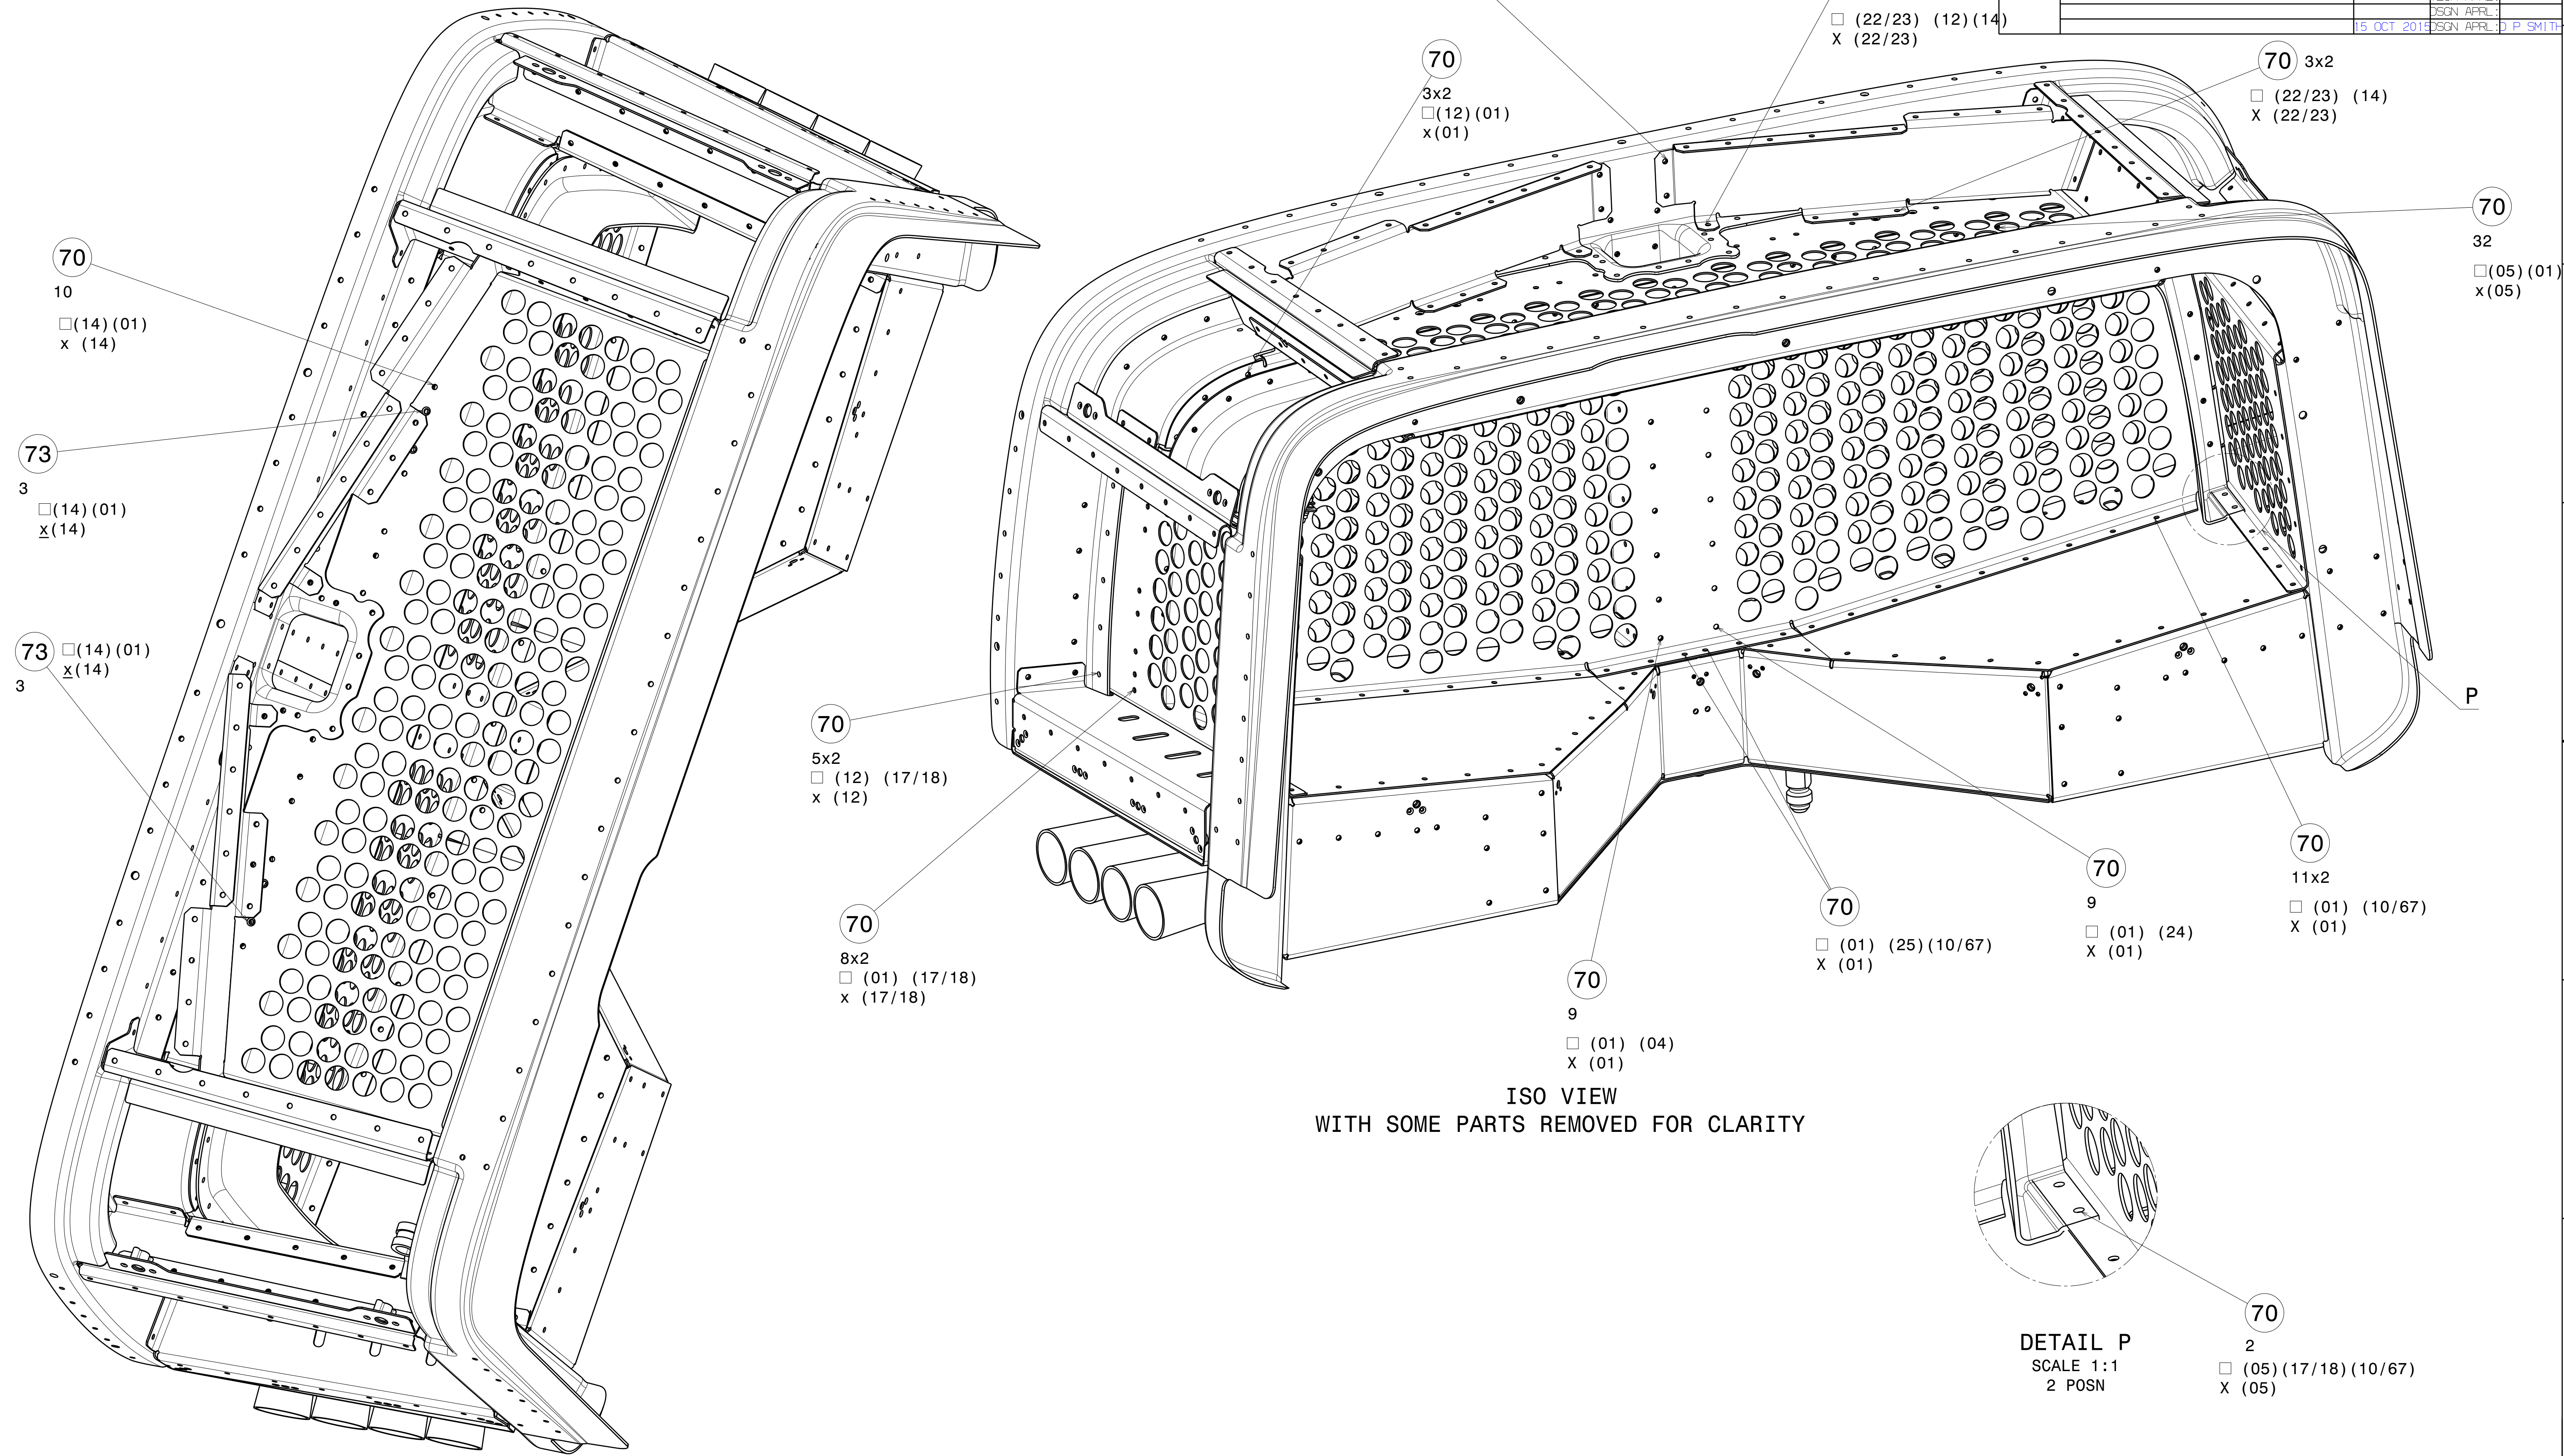 □ (22/23) (12)(14)
X (22/23)
DSGN APRL:
15 OCT 2015 DSGN APRL: D P SMITH
70
3x2
□(12)(01)
x(01)
70 3x2
□ (22/23) (14)
X (22/23)
70
32
□(05)(01)
x(05)
70
10
□(14)(01)
x (14)
73
3
□(14)(01)
x(14)
73 □(14)(01)
x(14)
3
70
5x2
□ (12) (17/18)
x (12)
70
8x2
□ (01) (17/18)
x (17/18)
P
70
11x2
□ (01) (10/67)
X (01)
70
9
□ (01) (24)
X (01)
70
□ (01) (25)(10/67)
X (01)
70
9
□ (01) (04)
X (01)
ISO VIEW
WITH SOME PARTS REMOVED FOR CLARITY
70
2
□ (05)(17/18)(10/67)
X (05)
DETAIL P
SCALE 1:1
2 POSN